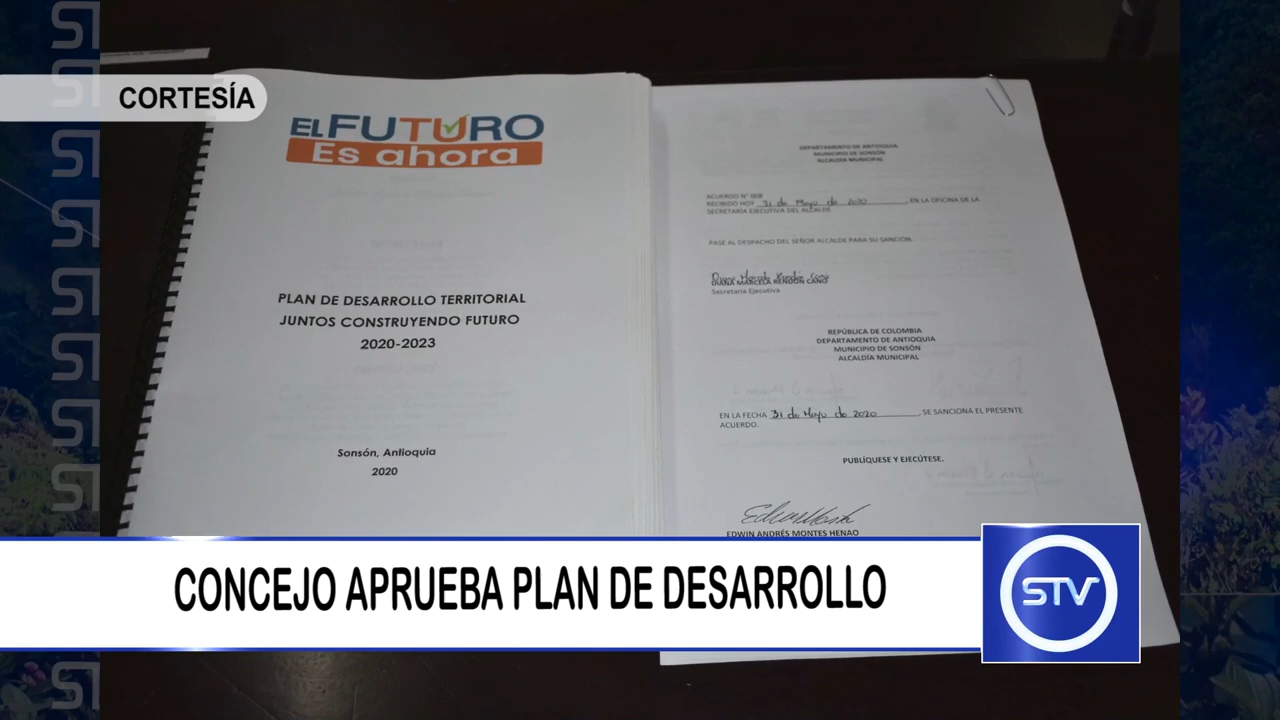 CORTESÍA
EL FUTURO
Es ahora
PLAN DE DESARROLLO TERRITORIAL
JUNTOS CONSTRUYENDO FUTURO
2020-2023
Sonsón, Antioquia
2020
DEPARTAMENTO DE ANTIOQUIA
MUNICIPIO DE SONSÓN
ALCALDÍA MUNICIPAL
ACUERDO N° 008
RECIBIDO HOY 31 de Mayo de 2020, EN LA OFICINA DE LA
SECRETARÍA EJECUTIVA DEL ALCALDE
PASE AL DESPACHO DEL SEÑOR ALCALDE PARA SU SANCIÓN.
DIANA MARCELA RENDÓN CANO
Secretaria Ejecutiva
REPÚBLICA DE COLOMBIA
DEPARTAMENTO DE ANTIOQUIA
MUNICIPIO DE SONSÓN
ALCALDÍA MUNICIPAL
EN LA FECHA 31 de Mayo de 2020, SE SANCIONA EL PRESENTE
ACUERDO.
PUBLÍQUESE Y EJECÚTESE.
EDWIN ANDRÉS MONTES HENAO
CONCEJO APRUEBA PLAN DE DESARROLLO
STV